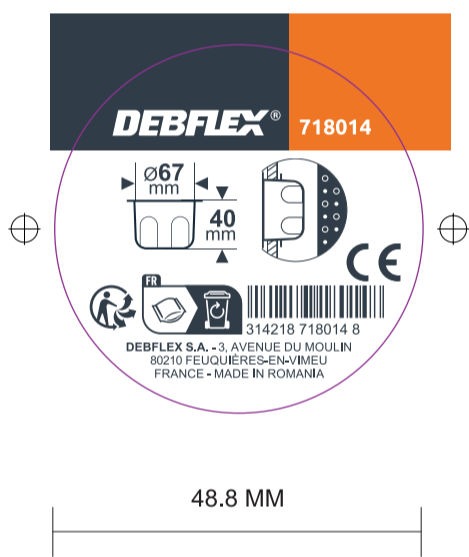 DEBFLEX®
718014
Ø67
mm
40
mm
CE
FR
314218 718014 8
DEBFLEX S.A. - 3, AVENUE DU MOULIN
80210 FEUQUIÈRES-EN-VIMEU
FRANCE - MADE IN ROMANIA
48.8 MM